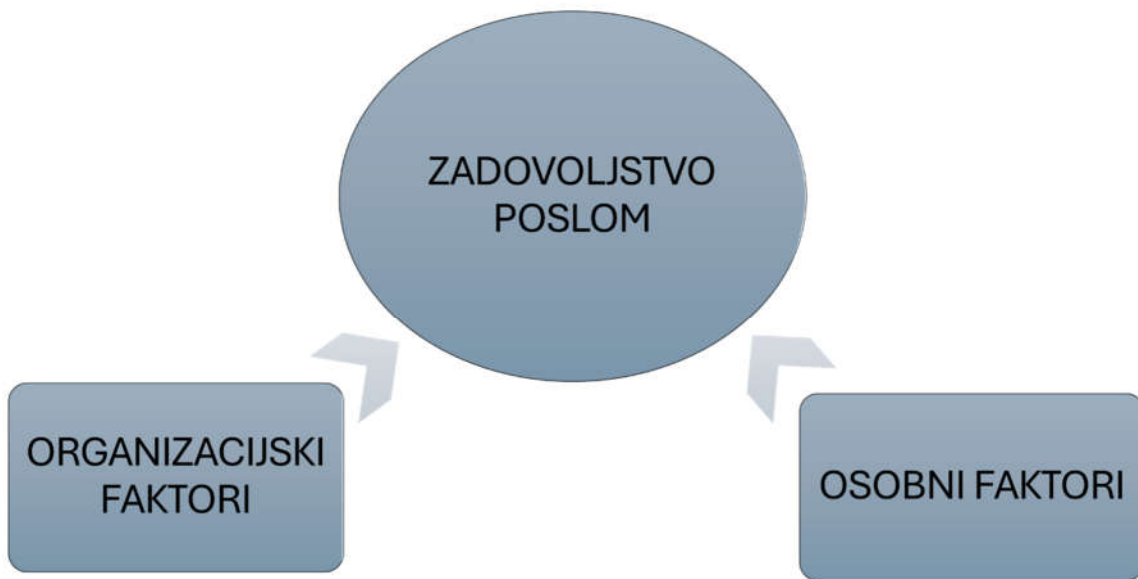 ZADOVOLJSTVO
POSLOM
ORGANIZACIJSKI
FAKTORI
OSOBNI FAKTORI